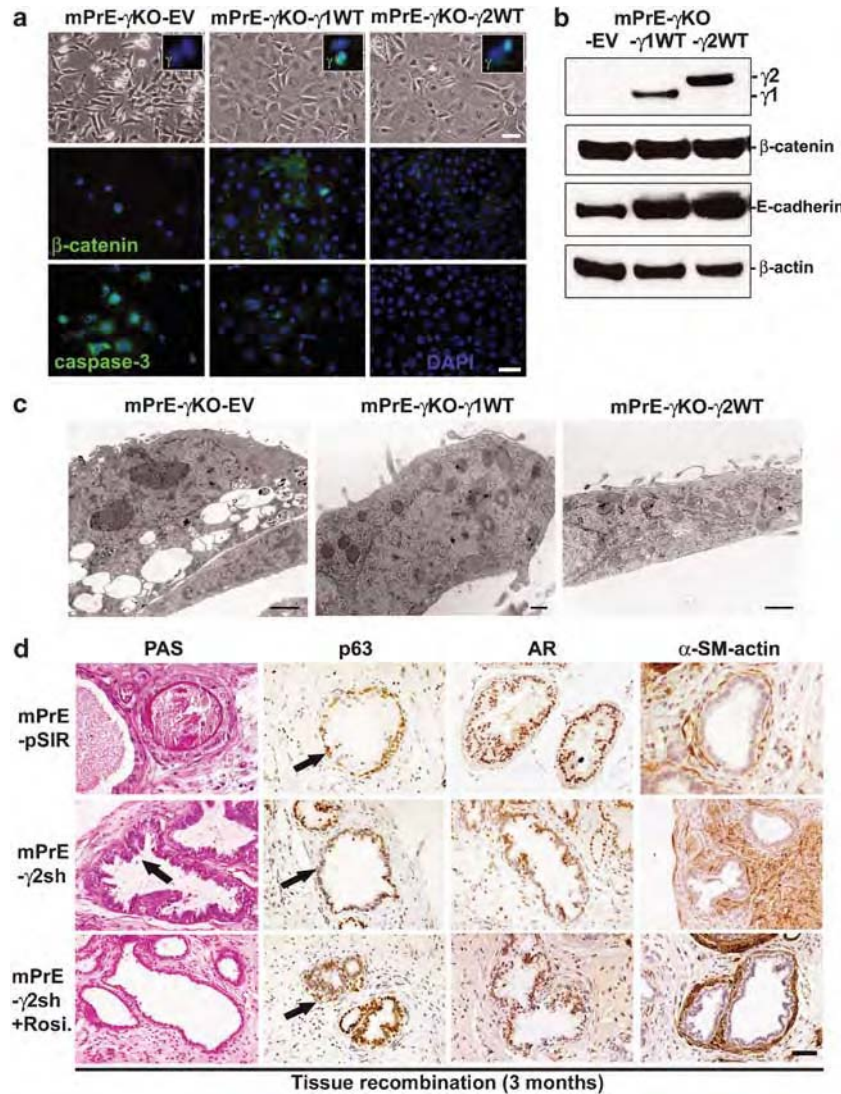 a
mPrE-γKO-EV mPrE-γKO-γ1WT mPrE-γKO-γ2WT
γ γ γ
β-catenin
caspase-3 DAPI
b
mPrE-γKO
-EV -γ1WT -γ2WT
γ2
γ1
β-catenin
E-cadherin
β-actin
c
mPrE-γKO-EV mPrE-γKO-γ1WT mPrE-γKO-γ2WT
d
PAS p63 AR α-SM-actin
mPrE
-pSIR
mPrE
-γ2sh
mPrE
-γ2sh
+Rosi.
Tissue recombination (3 months)